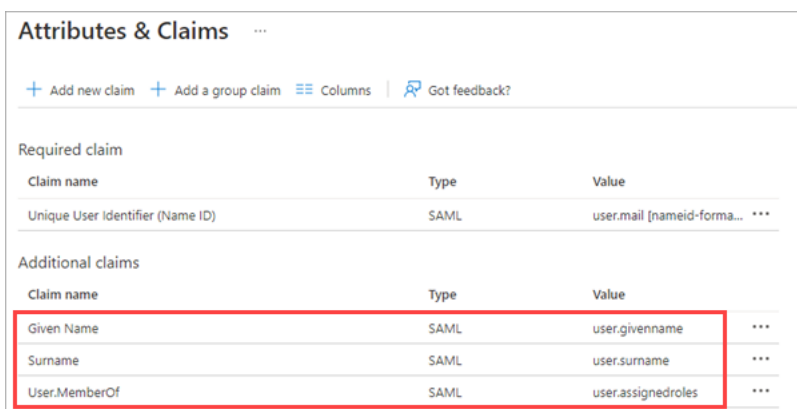 Attributes & Claims ...
Add new claim Add a group claim Columns Got feedback?
Required claim
Claim name Type Value
Unique User Identifier (Name ID) SAML user.mail [nameid-forma... •••
Additional claims
Claim name Type Value
Given Name SAML user.givenname •••
Surname SAML user.surname •••
User.MemberOf SAML user.assignedroles •••